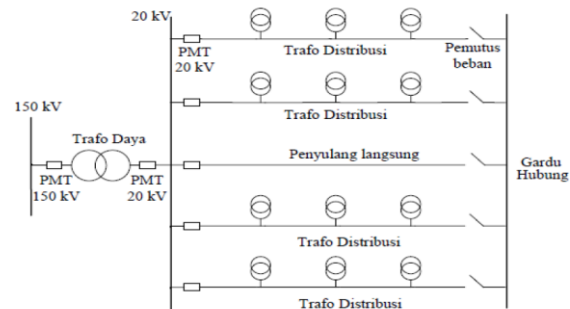 20 kV
PMT
20 kV
Trafo Distribusi
Pemutus
beban
Trafo Distribusi
150 kV
Trafo Daya
PMT
150 kV
PMT
20 kV
Penyulang langsung
Gardu
Hubung
Trafo Distribusi
Trafo Distribusi